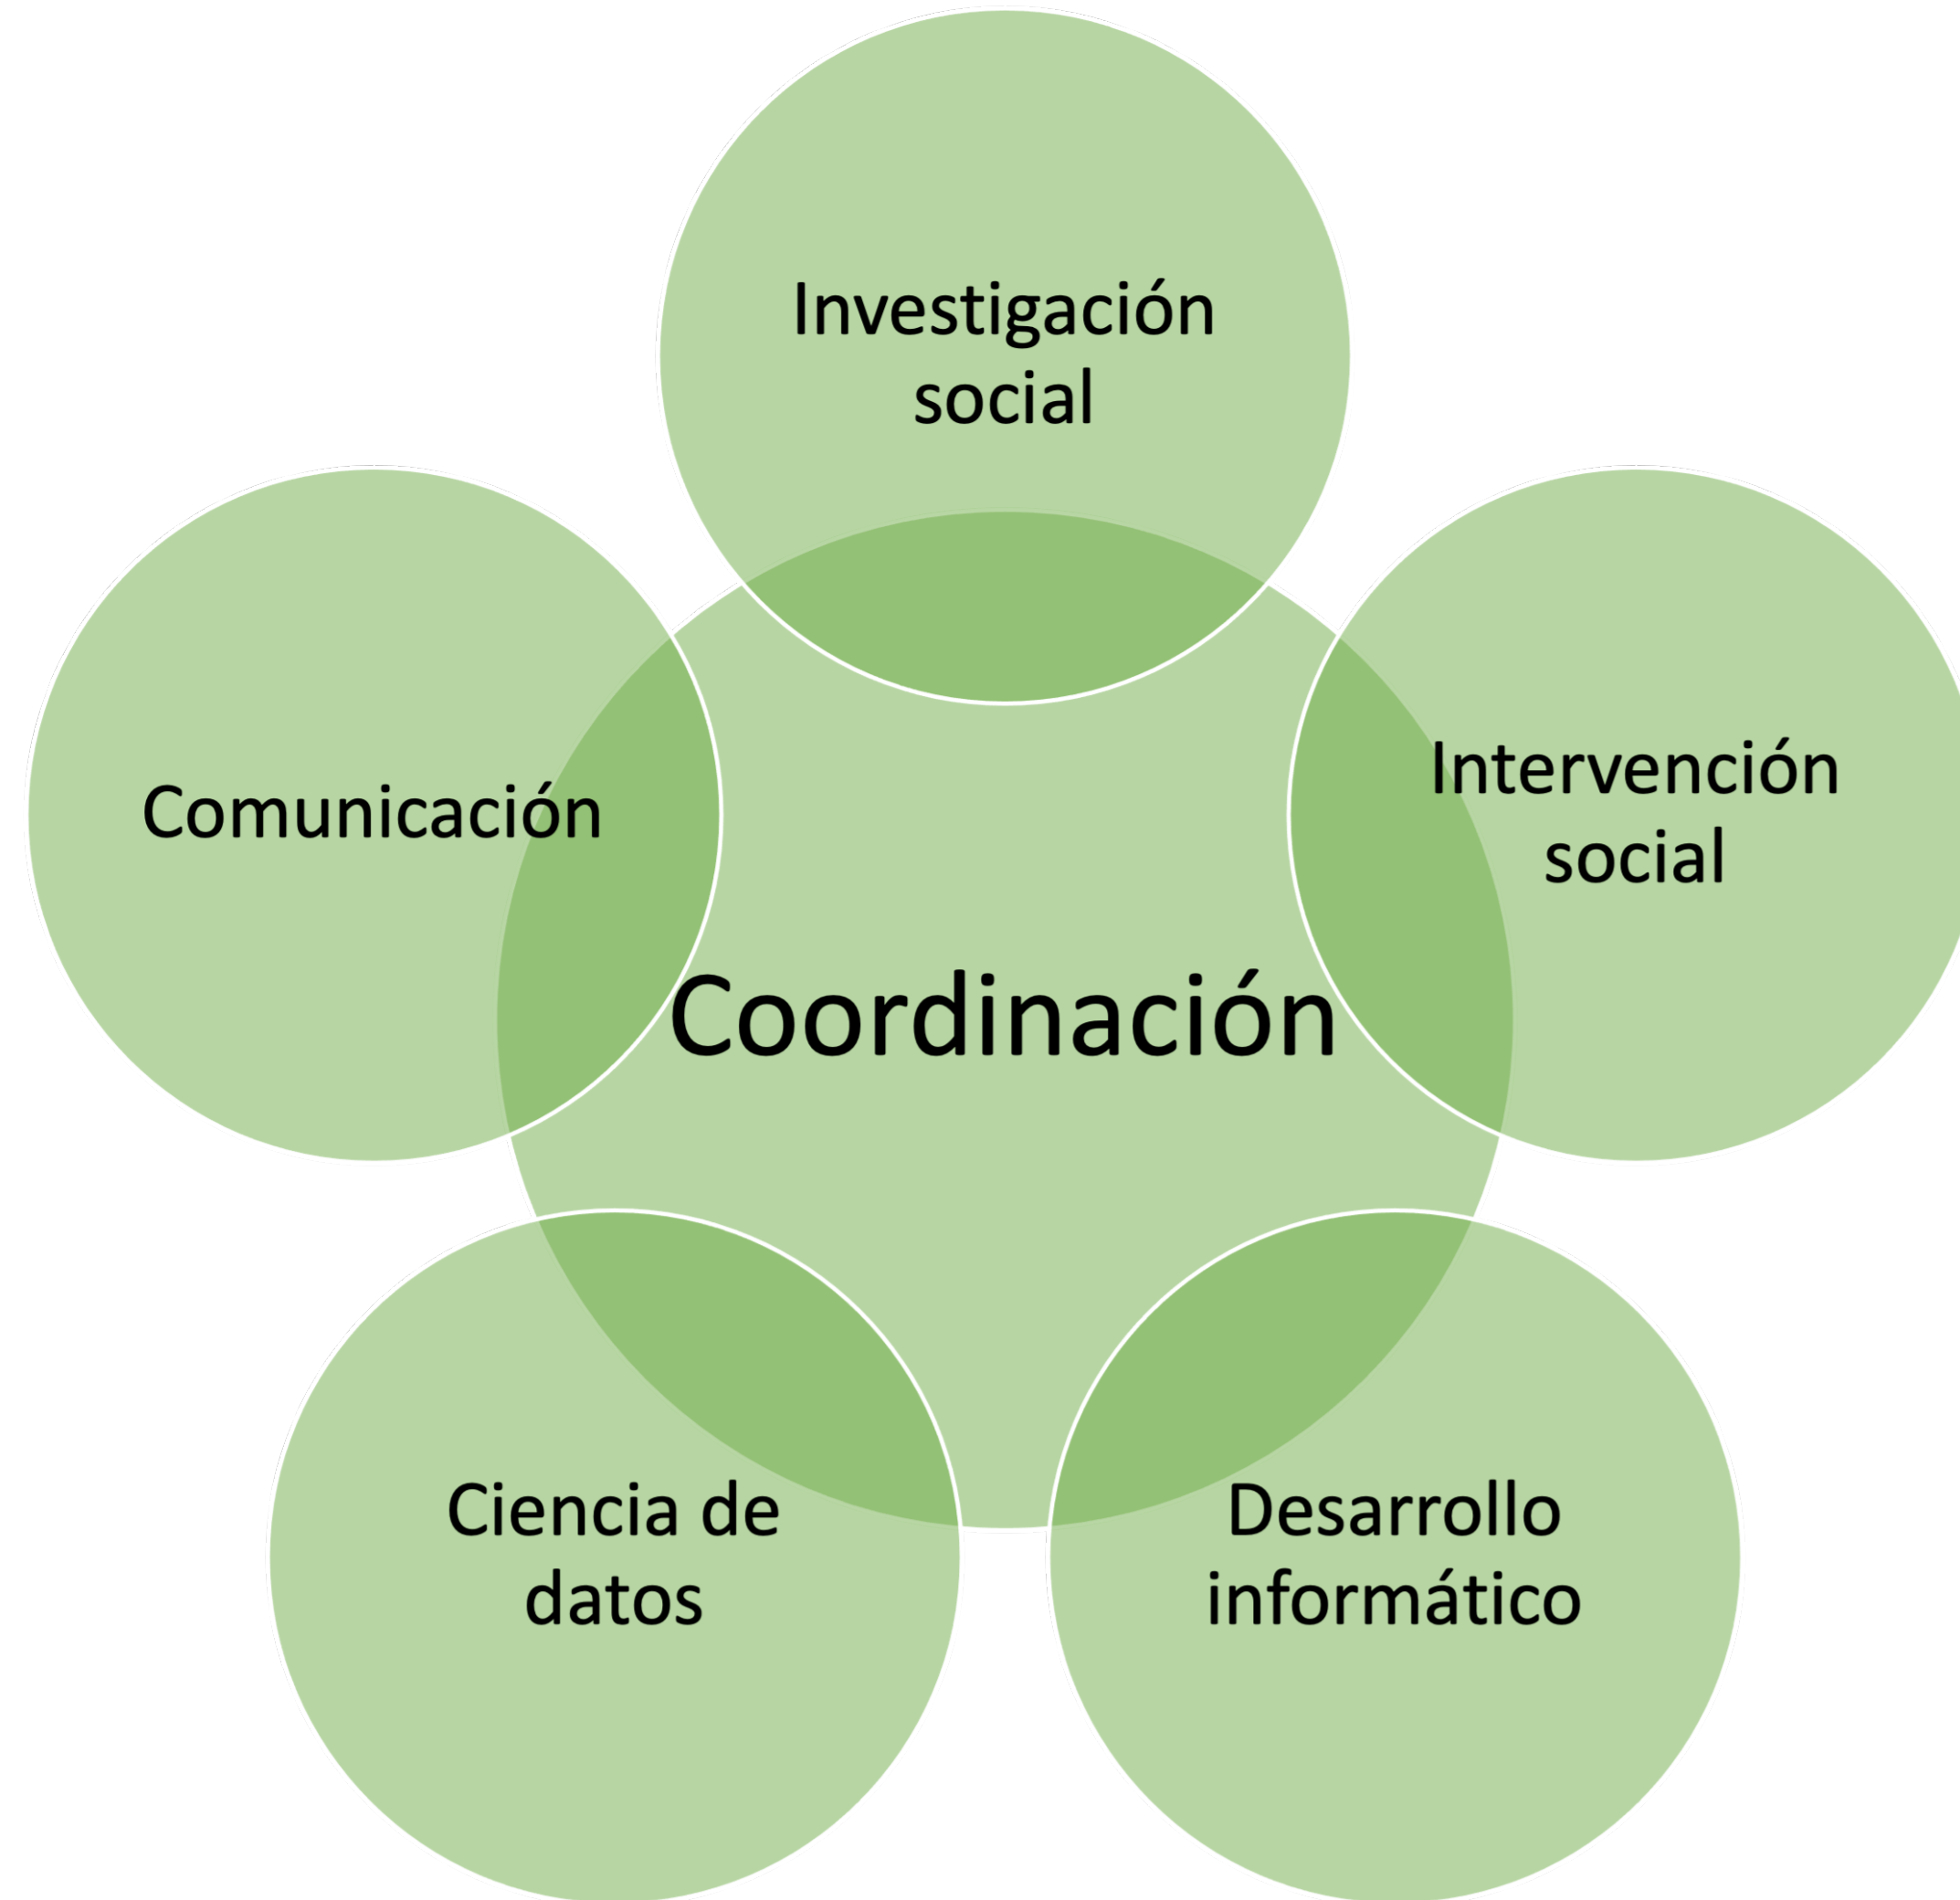 Investigación
social
Intervención
social
Comunicación
Coordinación
Ciencia de
datos
Desarrollo
informático